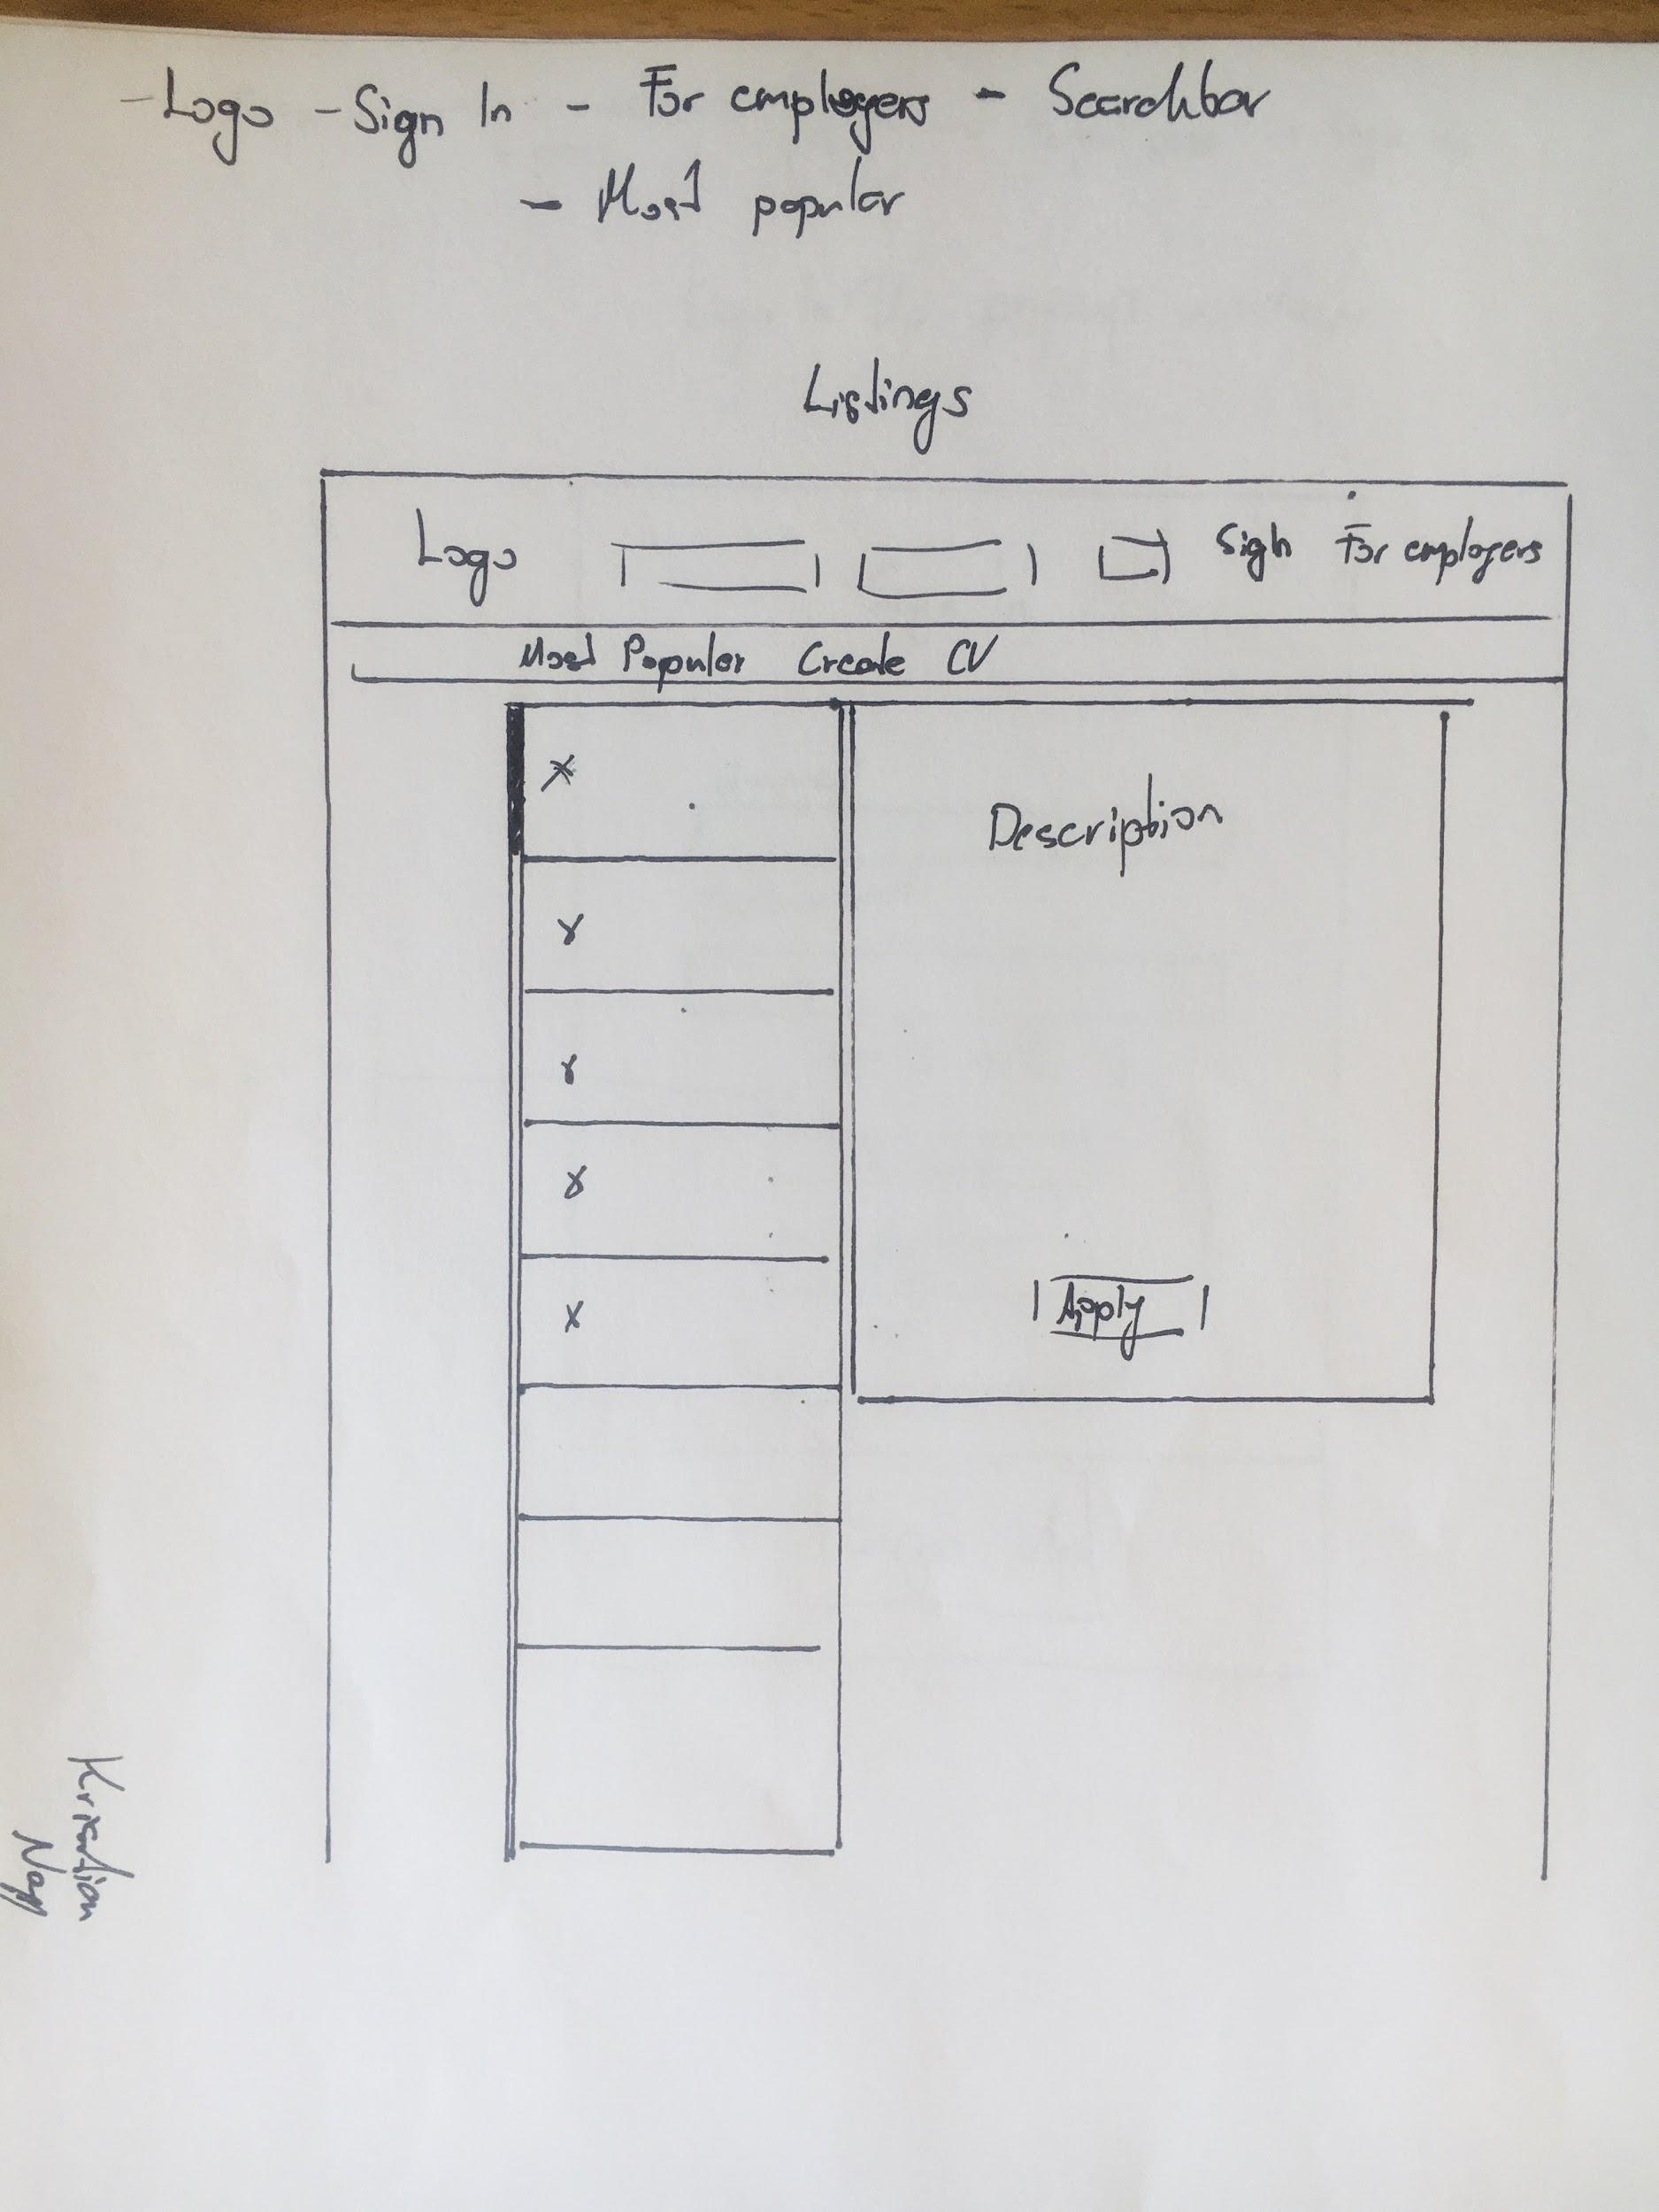 - Logo - Sign In - For employers - Searchbar
- Most popular
Listings
Logo Sign For employers
Most Popular Create CV
x
Description
x
x
x
x
Apply
Kristian